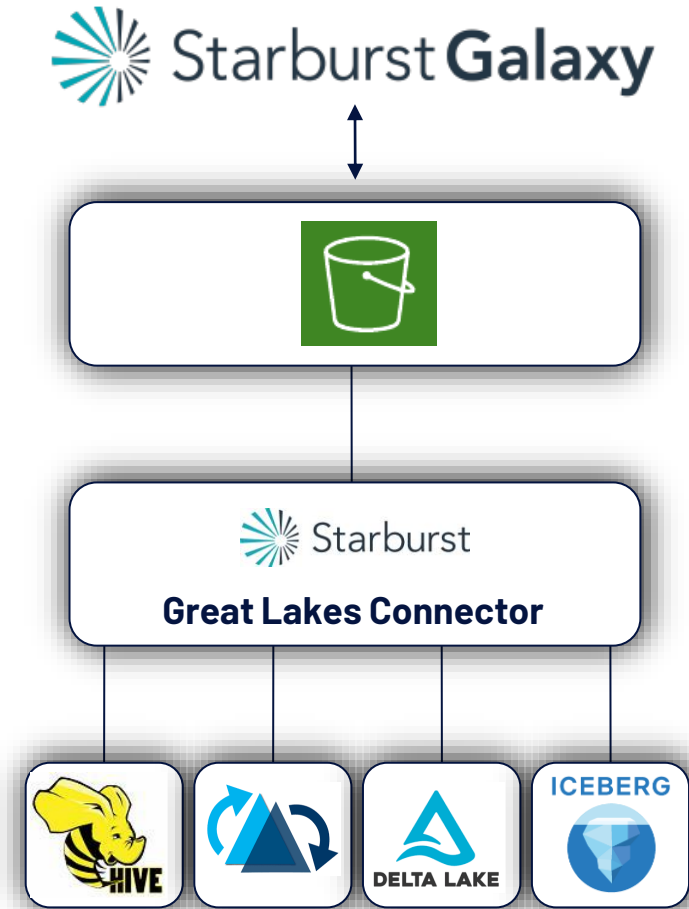 Starburst Galaxy
Starburst
Great Lakes Connector
HIVE
DELTA LAKE
ICEBERG